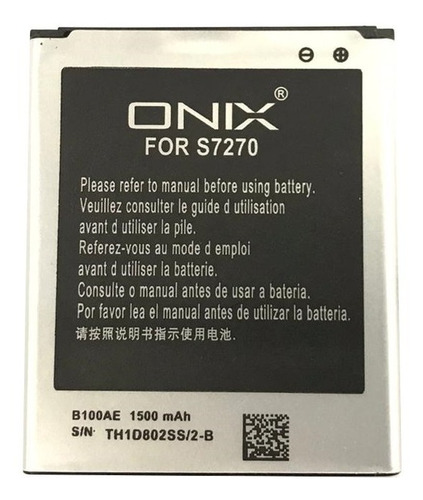 ONIX®
FOR S7270
Please refer to manual before using battery.
Veuillez consulter le guide d utilisation
avant d utiliser la pile.
Referez-vous au mode d emploi
avant d utiliser la batterie.
Consulte o manual antes de usar a bateria.
Por favor lea el manual antes de utilizar la batteria.
请按照说明书指示使用电池.
B100AE 1500 mAh
S/N· TH1D802SS/2-B